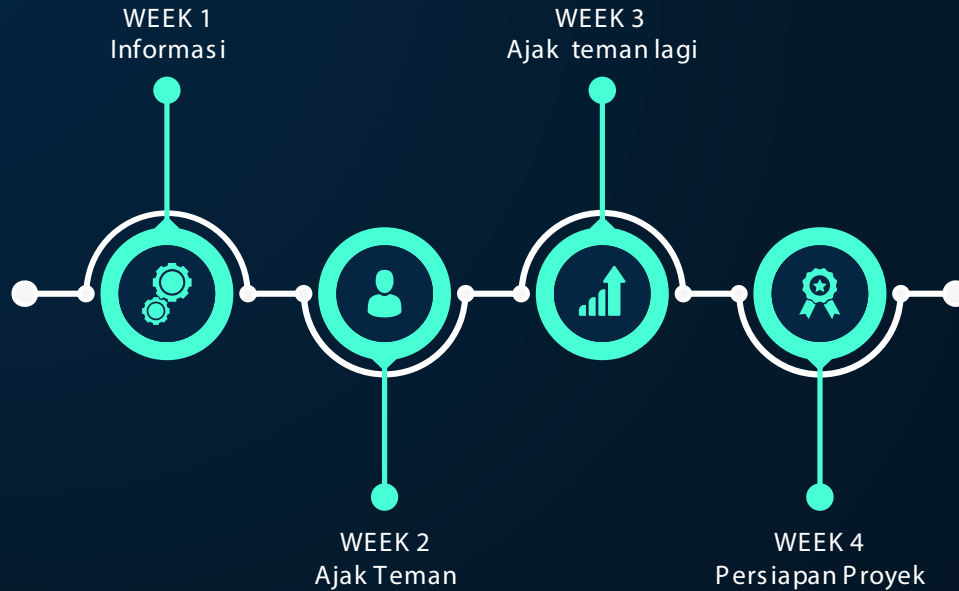 WEEK 1
Informasi
WEEK 3
Ajak teman lagi
WEEK 2
Ajak Teman
WEEK 4
Persiapan Proyek